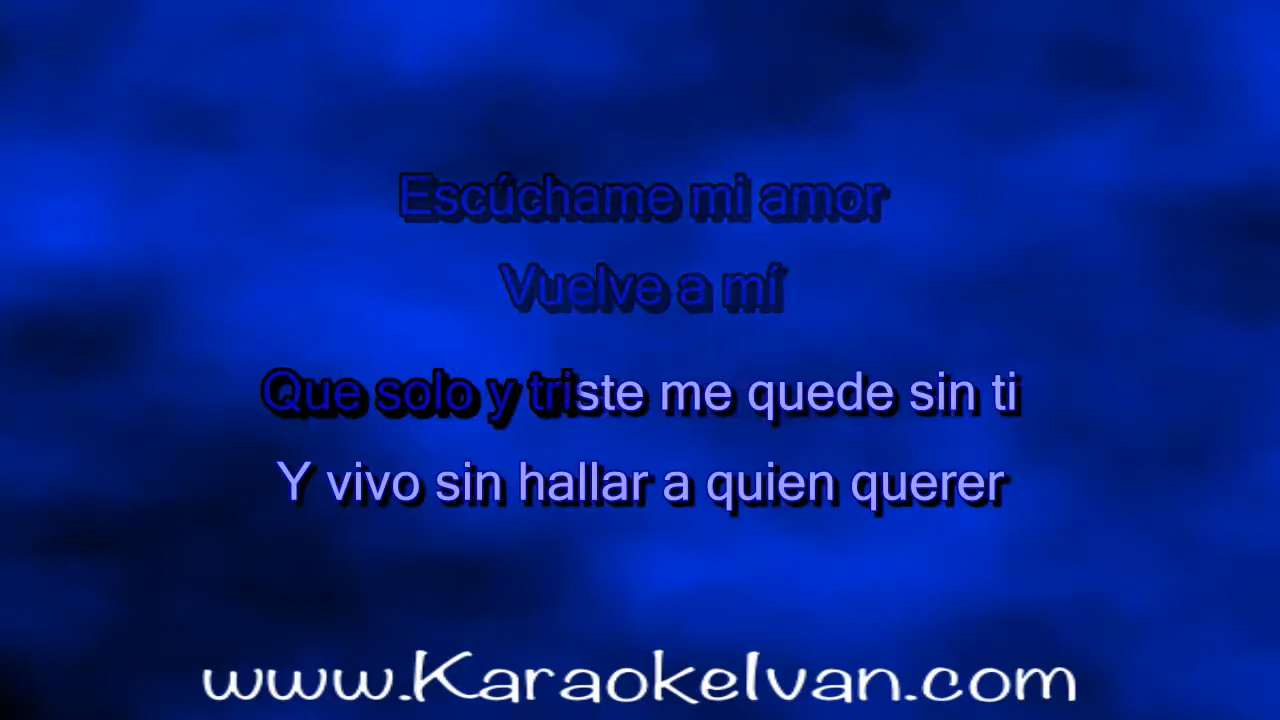 Escúchame mi amor
Vuelve a mí
Que solo y triste me quede sin ti
Y vivo sin hallar a quien querer
www.KaraokeIvan.com